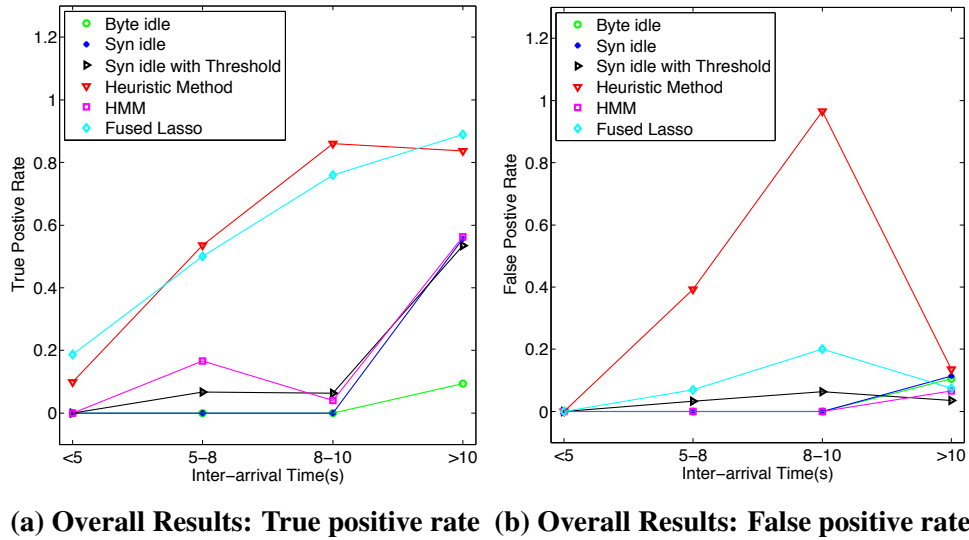 1.2
1
0.8
0.6
0.4
0.2
0
True Postive Rate
Byte idle
Syn idle
Syn idle with Threshold
Heuristic Method
HMM
Fused Lasso
<5
5−8
8−10
>10
Inter−arrival Time(s)
1.2
1
0.8
0.6
0.4
0.2
0
False Postive Rate
Byte idle
Syn idle
Syn idle with Threshold
Heuristic Method
HMM
Fused Lasso
<5
5−8
8−10
>10
Inter−arrival Time(s)
(a) Overall Results: True positive rate
(b) Overall Results: False positive rate